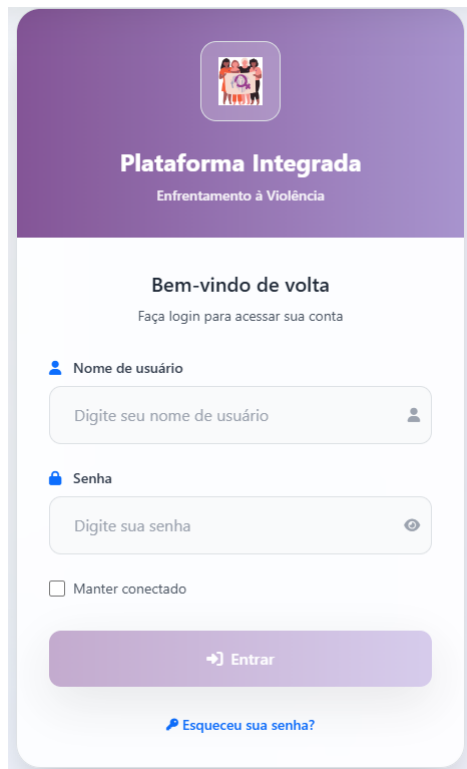 Plataforma Integrada
Enfrentamento à Violência
Bem-vindo de volta
Faça login para acessar sua conta
Nome de usuário
Digite seu nome de usuário
Senha
Digite sua senha
Manter conectado
Entrar
Esqueceu sua senha?